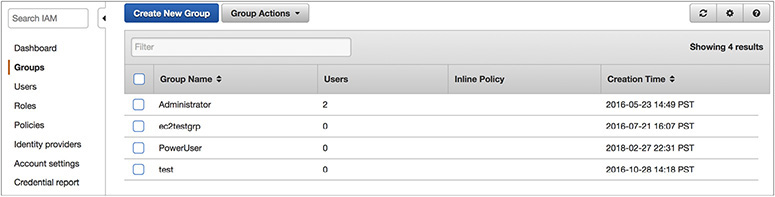 Search IAM
Dashboard
Groups
Users
Roles
Policies
Identity providers
Account settings
Credential report
Create New Group Group Actions
Filter Showing 4 results
Group Name Users Inline Policy Creation Time
Administrator 2 2016-05-23 14:49 PST
ec2testgrp 0 2016-07-21 16:07 PST
PowerUser 0 2018-02-27 22:31 PST
test 0 2016-10-28 14:18 PST